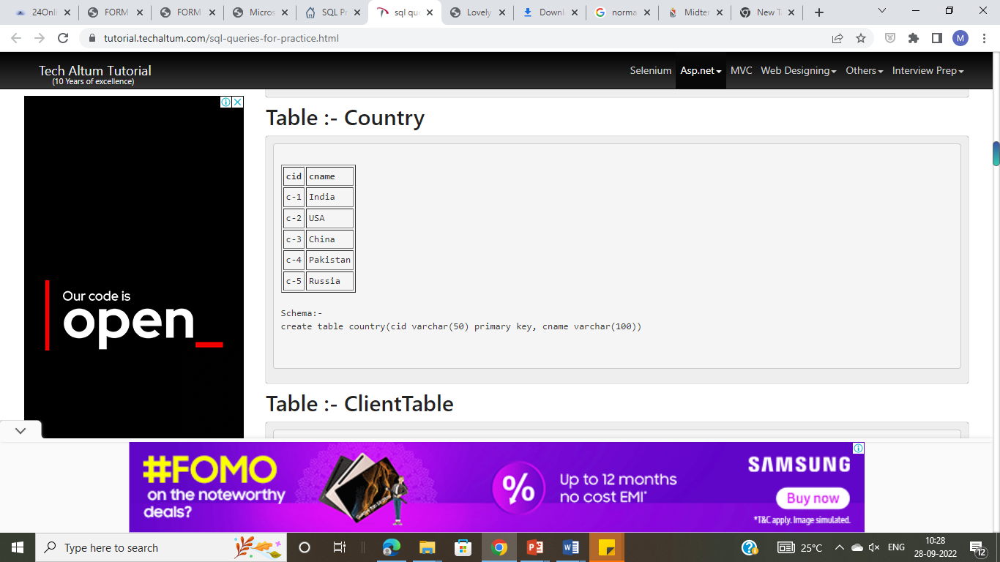 24Onli
FORM
FORM
Micros
SQL Pr
sql que
Lovely
Downl
norma
Midter
New Ta
tutorial.techaltum.com/sql-queries-for-practice.html
M
Tech Altum Tutorial
(10 Years of excellence)
Selenium Asp.net MVC Web Designing Others Interview Prep
Table :- Country
cid cname
c-1 India
c-2 USA
c-3 China
c-4 Pakistan
c-5 Russia
Schema:-
create table country(cid varchar(50) primary key, cname varchar(100))
Table :- ClientTable
Our code is
open_
#FOMO
on the noteworthy
deals?
%
Up to 12 months
no cost EMI*
SAMSUNG
Buy now
*T&C apply. Image simulated.
Type here to search
25°C
ENG
10:28
28-09-2022
12